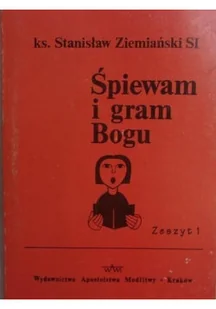 ks. Stanisław Ziemiański SI
Śpiewam
i gram
Bogu
Zeszyt 1
Wydawnictwo Apostolstwa Modlitwy - Kraków